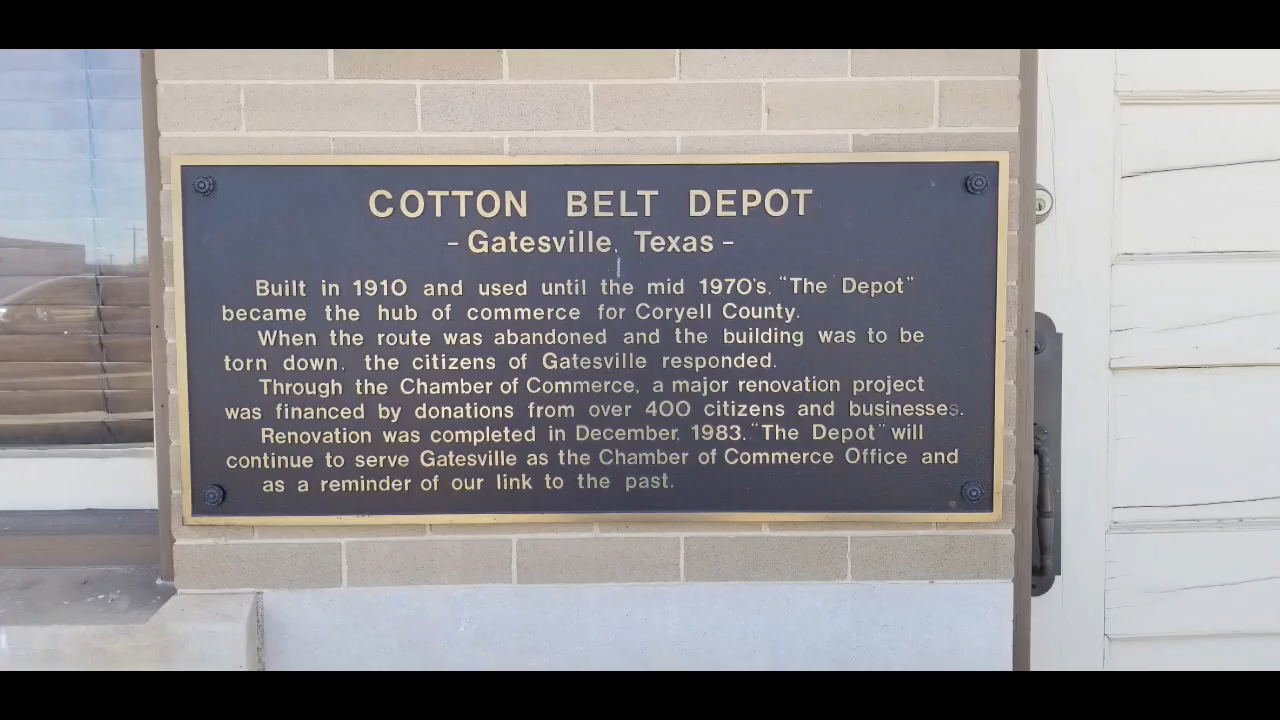 COTTON BELT DEPOT
- Gatesville, Texas -
Built in 1910 and used until the mid 1970's, "The Depot"
became the hub of commerce for Coryell County.
When the route was abandoned and the building was to be
torn down, the citizens of Gatesville responded.
Through the Chamber of Commerce, a major renovation project
was financed by donations from over 400 citizens and businesses.
Renovation was completed in December, 1983. "The Depot" will
continue to serve Gatesville as the Chamber of Commerce Office and
as a reminder of our link to the past.